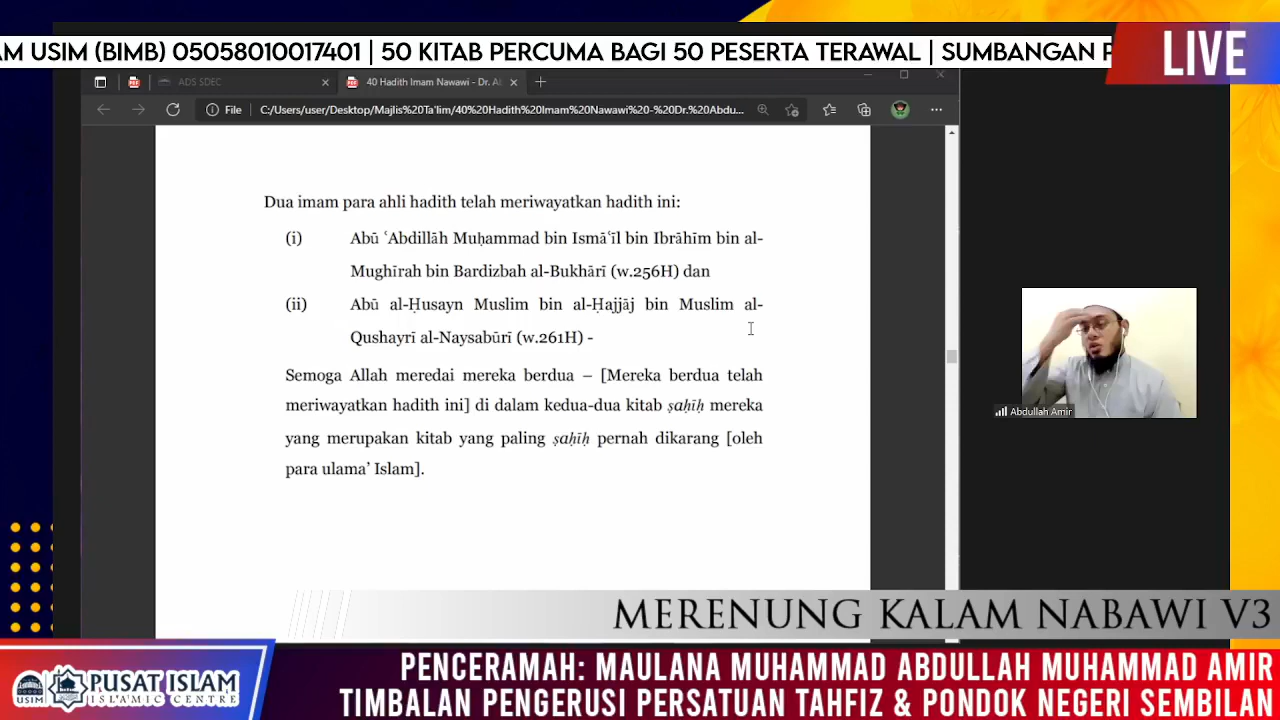 AM USIM (BIMB) 05058010017401 | 50 KITAB PERCUMA BAGI 50 PESERTA TERAWAL | SUMBANGAN
LIVE
ADS SDEC
40 Hadith Imam Nawawi - Dr. Ab
File C:/Users/user/Desktop/Majlis%20Ta'lim/40%20Hadith%20Imam%20Nawawi%20-%20Dr.%20Abdu...
Dua imam para ahli hadith telah meriwayatkan hadith ini:
(i) Abū ʿAbdillāh Muḥammad bin Ismāʿīl bin Ibrāhīm bin al-
Mughīrah bin Bardizbah al-Bukhārī (w.256H) dan
(ii) Abū al-Ḥusayn Muslim bin al-Ḥajjāj bin Muslim al-
Qushayrī al-Naysabūrī (w.261H) -
Semoga Allah meredai mereka berdua – [Mereka berdua telah
meriwayatkan hadith ini] di dalam kedua-dua kitab ṣaḥīḥ mereka
yang merupakan kitab yang paling ṣaḥīḥ pernah dikarang [oleh
para ulama’ Islam].
Abdullah Amir
MERENUNG KALAM NABAWI V3
USIM
PUSAT ISLAM
ISLAMIC CENTRE
PENCERAMAH: MAULANA MUHAMMAD ABDULLAH MUHAMMAD AMIR
TIMBALAN PENGERUSI PERSATUAN TAHFIZ & PONDOK NEGERI SEMBILAN